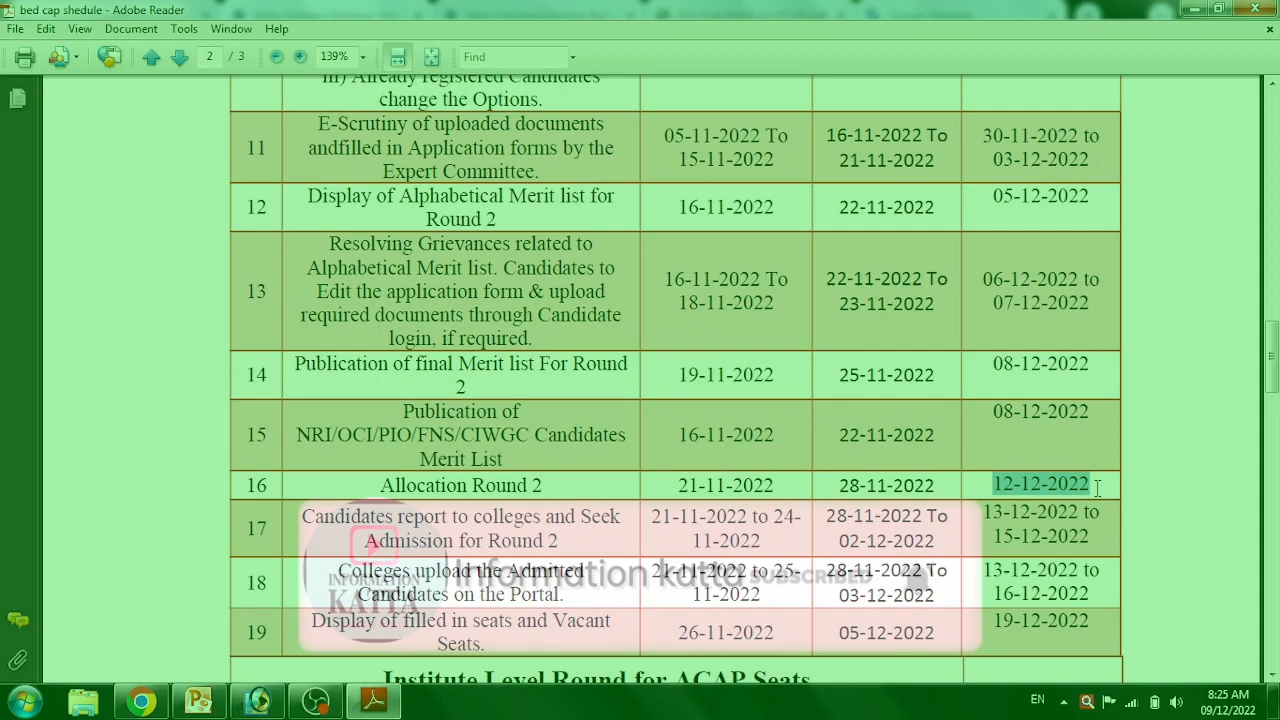 bed cap shedule - Adobe Reader
File Edit View Document Tools Window Help
2 / 3 139% Find
iii) Already registered Candidates
change the Options.
11 E-Scrutiny of uploaded documents
andfilled in Application forms by the
Expert Committee.
05-11-2022 To
15-11-2022
16-11-2022 To
21-11-2022
30-11-2022 to
03-12-2022
12 Display of Alphabetical Merit list for
Round 2
16-11-2022 22-11-2022 05-12-2022
13 Resolving Grievances related to
Alphabetical Merit list. Candidates to
Edit the application form & upload
required documents through Candidate
login, if required.
16-11-2022 To
18-11-2022
22-11-2022 To
23-11-2022
06-12-2022 to
07-12-2022
14 Publication of final Merit list For Round
2
19-11-2022 25-11-2022 08-12-2022
15 Publication of
NRI/OCI/PIO/FNS/CIWGC Candidates
Merit List
16-11-2022 22-11-2022 08-12-2022
16 Allocation Round 2 21-11-2022 28-11-2022 12-12-2022
17 Candidates report to colleges and Seek
Admission for Round 2
21-11-2022 to 24-
11-2022
28-11-2022 To
02-12-2022
13-12-2022 to
15-12-2022
18 Colleges upload the Admitted
Candidates on the Portal.
-11-2022 to 25-
11-2022
28-11-2022 To
03-12-2022
13-12-2022 to
16-12-2022
19 Display of filled in seats and Vacant
Seats.
26-11-2022 05-12-2022 19-12-2022
INFORMATION
KATTA
Information katta SUBSCRIBED
Institute Level Round for ACAP Seats
EN 8:25 AM
09/12/2022